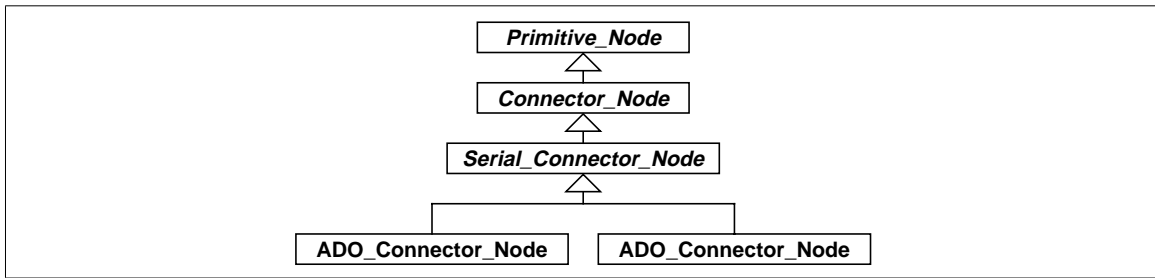 Primitive_Node
Connector_Node
Serial_Connector_Node
ADO_Connector_Node ADO_Connector_Node